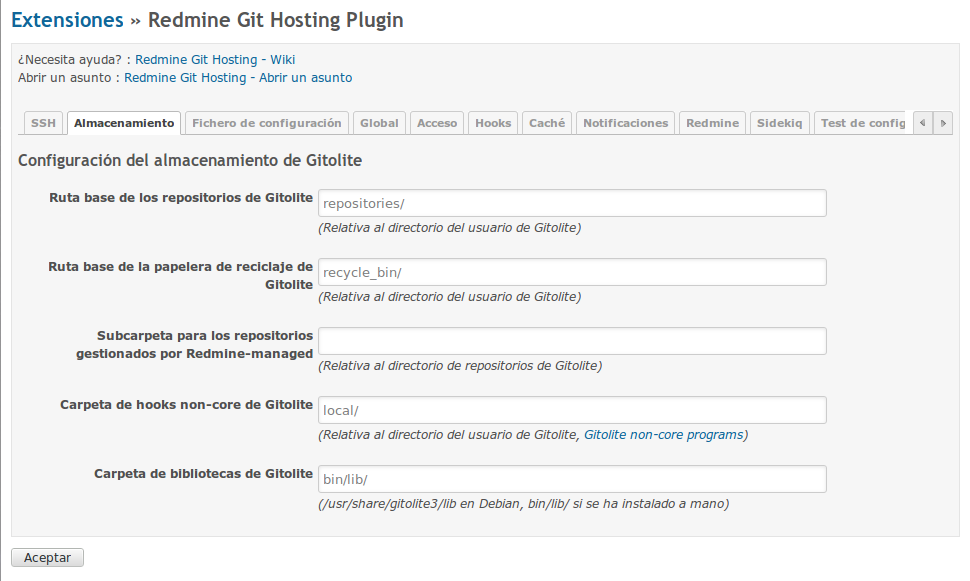 Extensiones » Redmine Git Hosting Plugin
¿Necesita ayuda? : Redmine Git Hosting - Wiki
Abrir un asunto : Redmine Git Hosting - Abrir un asunto
SSH Almacenamiento Fichero de configuración Global Acceso Hooks Caché Notificaciones Redmine Sidekiq Test de config
Configuración del almacenamiento de Gitolite
Ruta base de los repositorios de Gitolite repositories/
(Relativa al directorio del usuario de Gitolite)
Ruta base de la papelera de reciclaje de
Gitolite recycle_bin/
(Relativa al directorio del usuario de Gitolite)
Subcarpeta para los repositorios
gestionados por Redmine-managed
(Relativa al directorio de repositorios de Gitolite)
Carpeta de hooks non-core de Gitolite local/
(Relativa al directorio del usuario de Gitolite, Gitolite non-core programs)
Carpeta de bibliotecas de Gitolite bin/lib/
(/usr/share/gitolite3/lib en Debian, bin/lib/ si se ha instalado a mano)
Aceptar